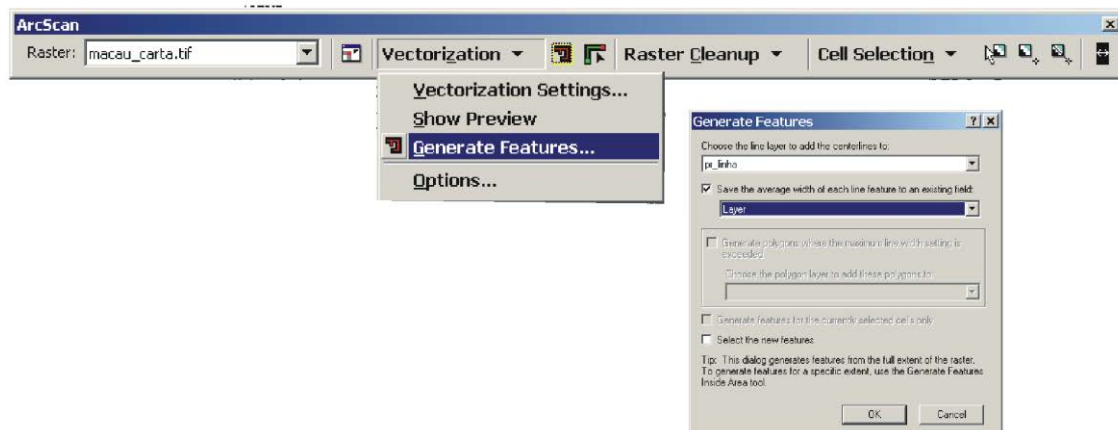 ArcScan
Raster: macau_carta.tif Vectorization Raster Cleanup Cell Selection
Vectorization Settings...
Show Preview
Generate Features...
Options...
Generate Features
Choose the line layer to add the centerlines to:
pr_linha
Save the average width of each line feature to an existing field:
Layer
Generate polygons where the maximum line width setting is
exceeded
Choose the polygon layer to add these polygons to:
Generate features for the currently selected cells only
Select the new features
Tip: This dialog generates features from the full extent of the raster.
To generate features for a specific extent, use the Generate Features
Inside Area tool.
OK Cancel